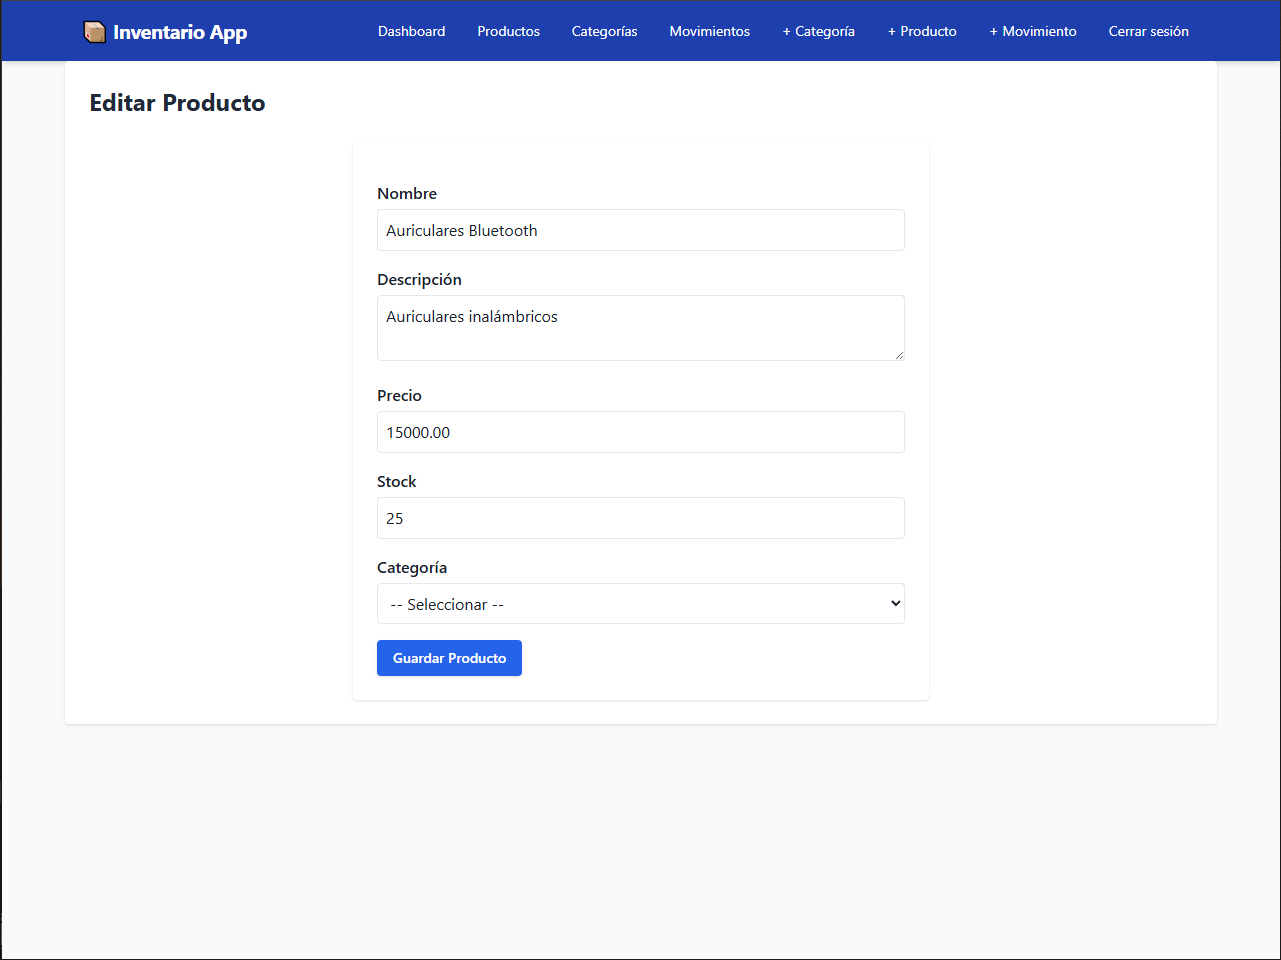 Inventario App
Dashboard Productos Categorías Movimientos + Categoría + Producto + Movimiento Cerrar sesión
Editar Producto
Nombre
Auriculares Bluetooth
Descripción
Auriculares inalámbricos
Precio
15000.00
Stock
25
Categoría
-- Seleccionar --
Guardar Producto